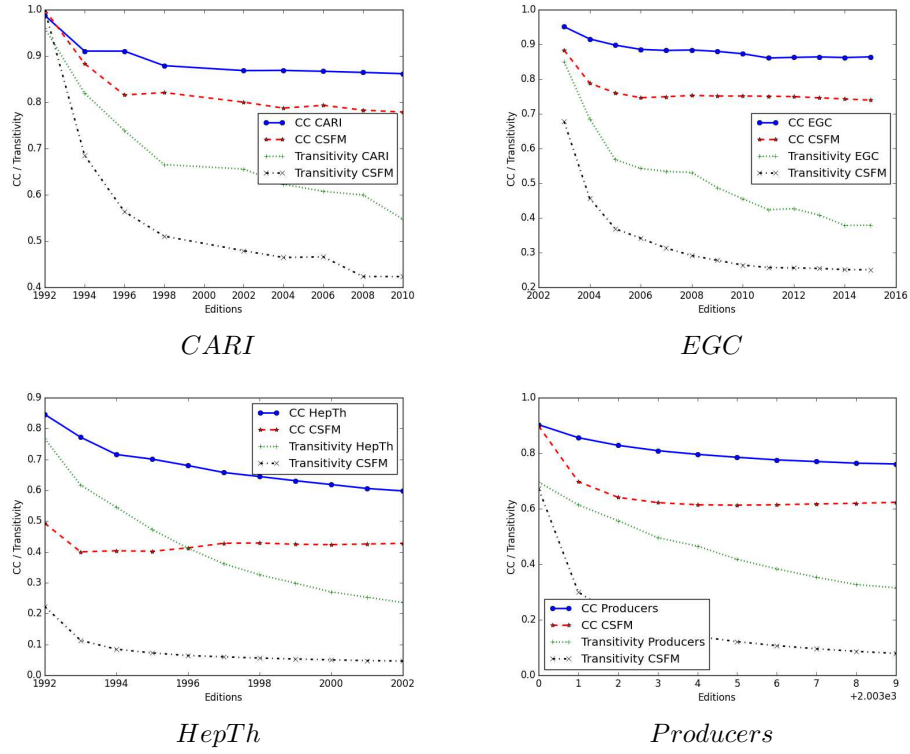 1.0
0.9
0.8
0.7
0.6
0.5
0.4
CC / Transitivity
CC CARI
CC CSFM
Transitivity CARI
Transitivity CSFM
1992 1994 1996 1998 2000 2002 2004 2006 2008 2010
Editions
CARI
1.0
0.9
0.8
0.7
0.6
0.5
0.4
0.3
0.2
CC / Transitivity
CC EGC
CC CSFM
Transitivity EGC
Transitivity CSFM
2002 2004 2006 2008 2010 2012 2014 2016
Editions
EGC
0.9
0.8
0.7
0.6
0.5
0.4
0.3
0.2
0.1
0.0
CC / Transitivity
CC HepTh
CC CSFM
Transitivity HepTh
Transitivity CSFM
1992 1994 1996 1998 2000 2002
Editions
HepTh
1.0
0.8
0.6
0.4
0.2
0.0
CC / Transitivity
CC Producers
CC CSFM
Transitivity Producers
Transitivity CSFM
0 1 2 3 4 5 6 7 8 9
Editions
+2.003e3
Producers